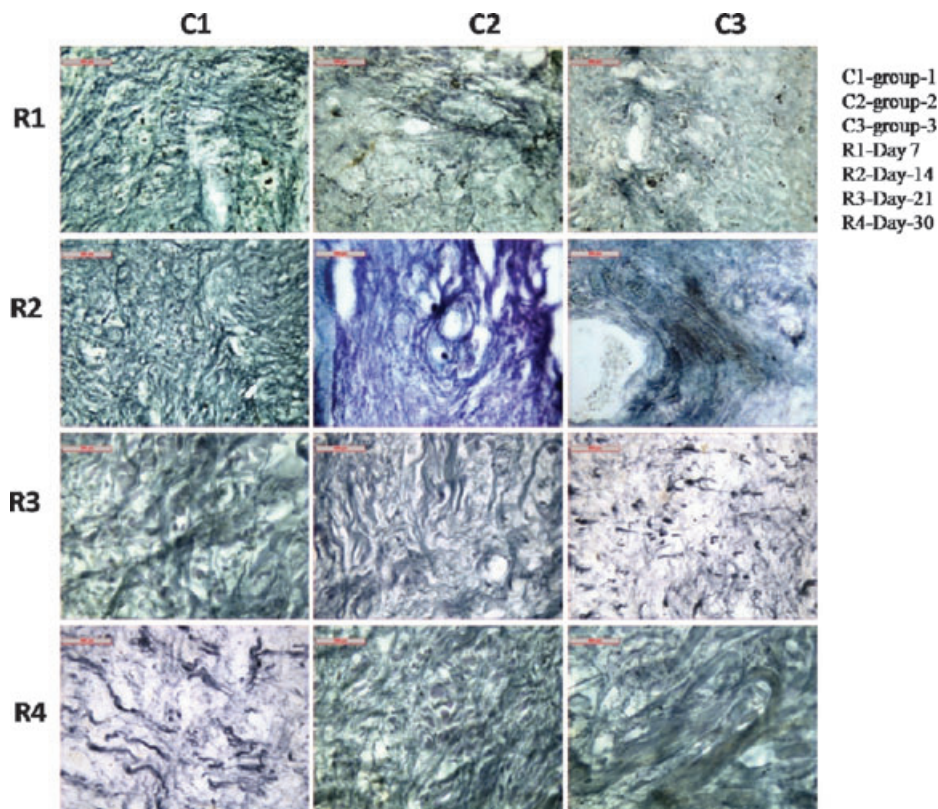 C1 C2 C3
R1
R2
R3
R4
C1-group-1
C2-group-2
C3-group-3
R1-Day 7
R2-Day-14
R3-Day-21
R4-Day-30